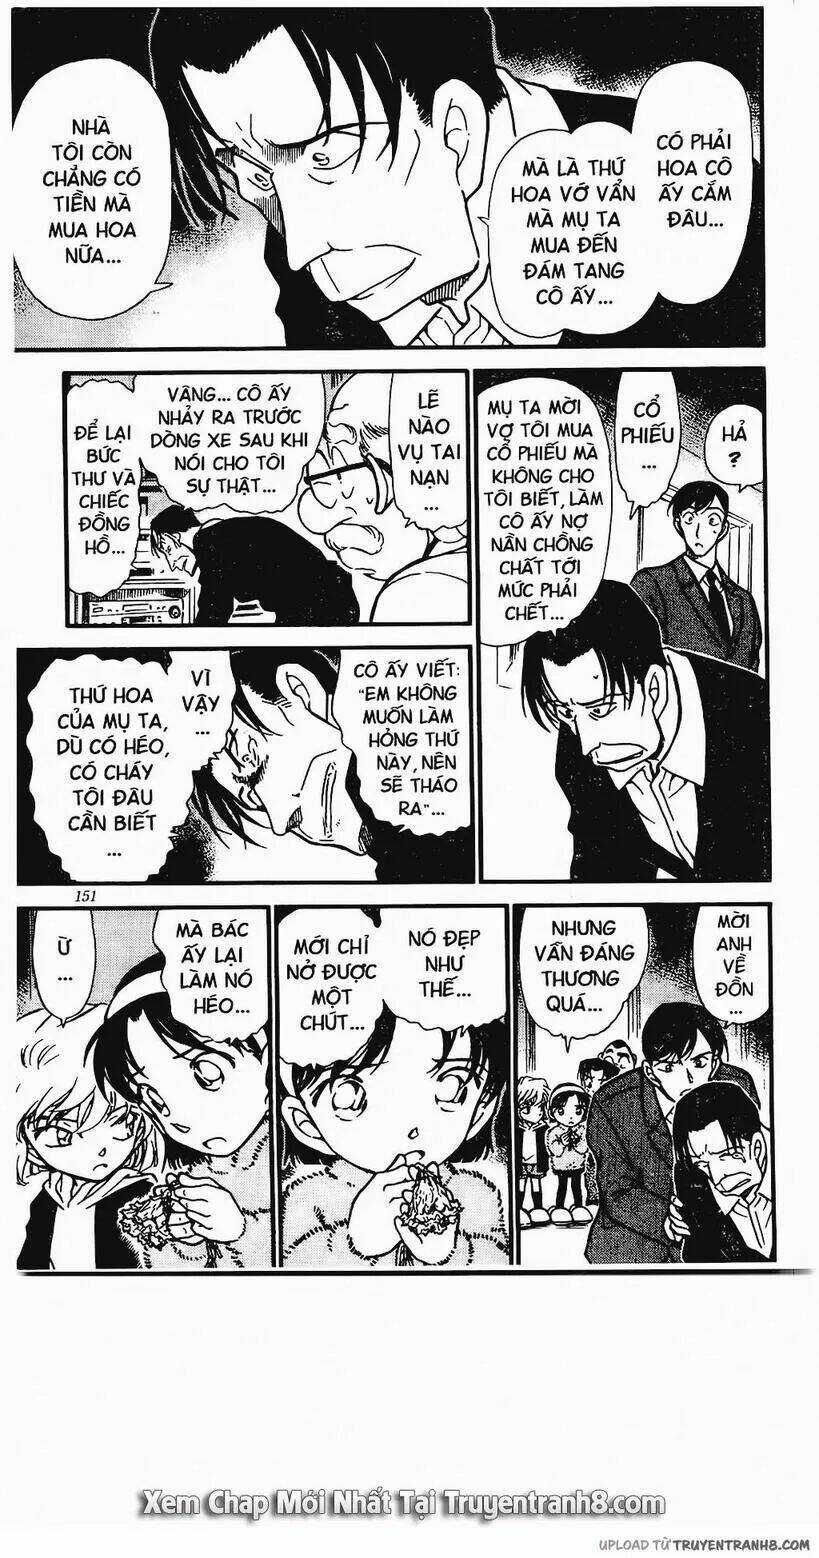 CÓ PHẢI
HOA CÔ
ẤY CẮM
ĐÂU...
MÀ LÀ THỨ
HOA VỚ VẨN
MÀ MỤ TA
MUA ĐẾN
ĐÁM TANG
CÔ ẤY...
NHÀ
TÔI CÒN
CHẲNG CÓ
TIỀN MÀ
MUA HOA
NỮA...
HẢ
?
CỔ
PHIẾU
...
MỤ TA MỜI
VỢ TÔI MUA
CỔ PHIẾU MÀ
KHÔNG CHO
TÔI BIẾT, LÀM
CÔ ẤY NỢ
NẦN CHỒNG
CHẤT TỚI
MỨC PHẢI
CHẾT...
LẼ
NÀO
VỤ TAI
NẠN
...
VÂNG... CÔ ẤY
NHẢY RA TRƯỚC
DÒNG XE SAU KHI
NÓI CHO TÔI
SỰ THẬT...
ĐỂ LẠI
BỨC
THƯ VÀ
CHIẾC
ĐỒNG
HỒ...
CÔ ẤY VIẾT:
"EM KHÔNG
MUỐN LÀM
HỎNG THỨ
NÀY, NÊN
SẼ THÁO
RA"...
VÌ
VẬY
...
THỨ HOA
CỦA MỤ TA,
DÙ CÓ HÉO,
CÓ CHÁY
TÔI ĐÂU
CẦN BIẾT
...
151
MỜI
ANH
VỀ
ĐỒN
...
NHƯNG
VẪN ĐÁNG
THƯƠNG
QUÁ...
NÓ ĐẸP
NHƯ
THẾ...
MỚI CHỈ
NỞ ĐƯỢC
MỘT
CHÚT...
MÀ BÁC
ẤY LẠI
LÀM NÓ
HÉO...
Ừ
...
Xem Chap Mới Nhất Tại Truyentranh8.com
UPLOAD TỪ TRUYENTRANH8.COM